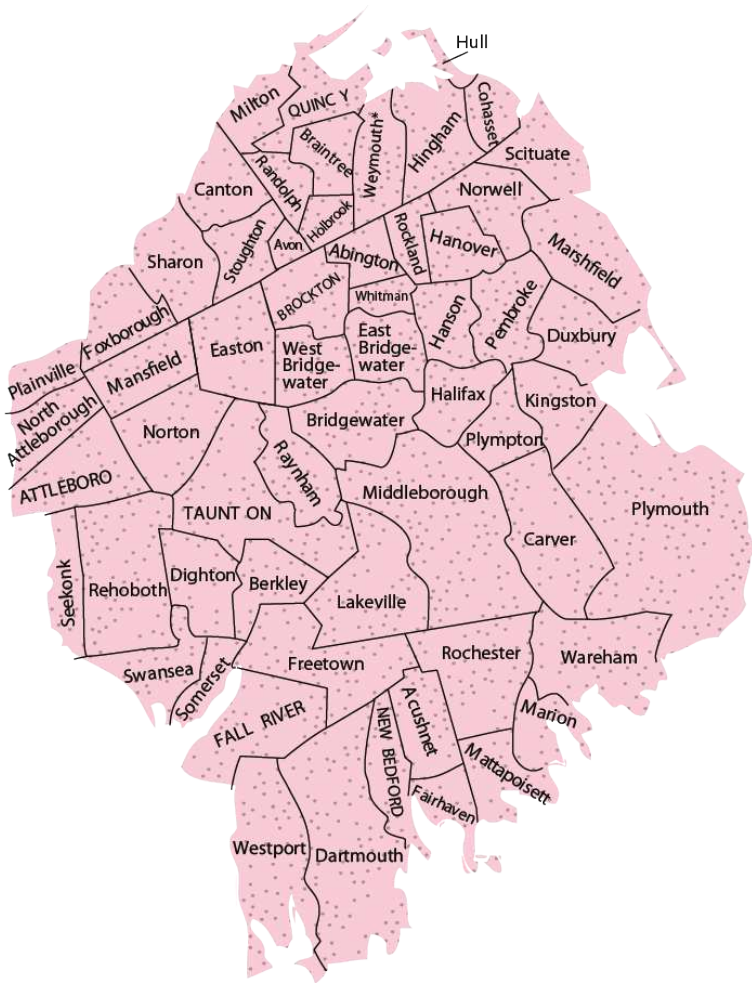 Hull
Milton
QUINC Y
Cohasset
Braintree
Weymouth*
Hingham
Scituate
Randolph
Canton
Norwell
Holbrook
Stoughton
Avon
Rockland
Hanover
Abington
Sharon
Marshfield
BROCKTON
Whitman
Foxborough
Hanson
Pembroke
Duxbury
Easton
West
Bridge-
water
East
Bridge-
water
Mansfield
Plainville
North
Attleborough
Halifax
Kingston
Norton
Bridgewater
Plympton
Raynham
ATTLEBORO
Middleborough
TAUNT ON
Plymouth
Carver
Seekonk
Rehoboth
Dighton
Berkley
Lakeville
Swansea
Somerset
Freetown
Rochester
Wareham
FALL RIVER
NEW BEDFORD
Acushnet
Marion
Mattapoisett
Fairhaven
Westport
Dartmouth